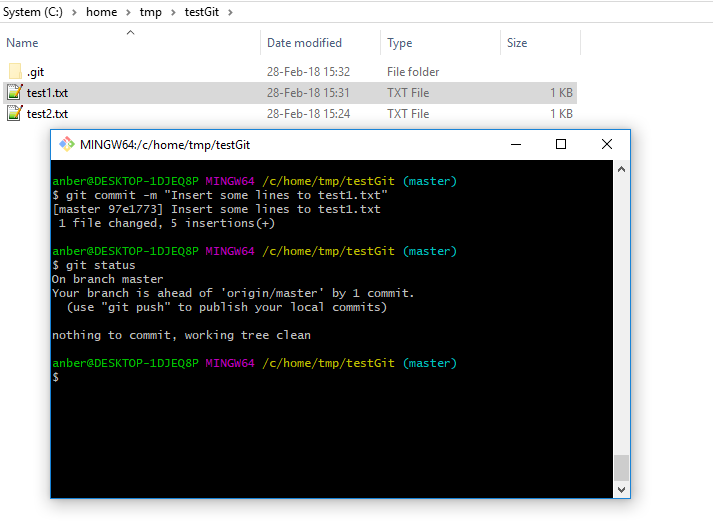 System (C:) > home > tmp > testGit >
Name Date modified Type Size
.git 28-Feb-18 15:32 File folder
test1.txt 28-Feb-18 15:31 TXT File 1 KB
test2.txt 28-Feb-18 15:24 TXT File 1 KB
MINGW64:/c/home/tmp/testGit
anber@DESKTOP-1DJEQ8P MINGW64 /c/home/tmp/testGit (master)
$ git commit -m "Insert some lines to test1.txt"
[master 97e1773] Insert some lines to test1.txt
1 file changed, 5 insertions(+)
anber@DESKTOP-1DJEQ8P MINGW64 /c/home/tmp/testGit (master)
$ git status
On branch master
Your branch is ahead of 'origin/master' by 1 commit.
(use "git push" to publish your local commits)
nothing to commit, working tree clean
anber@DESKTOP-1DJEQ8P MINGW64 /c/home/tmp/testGit (master)
$